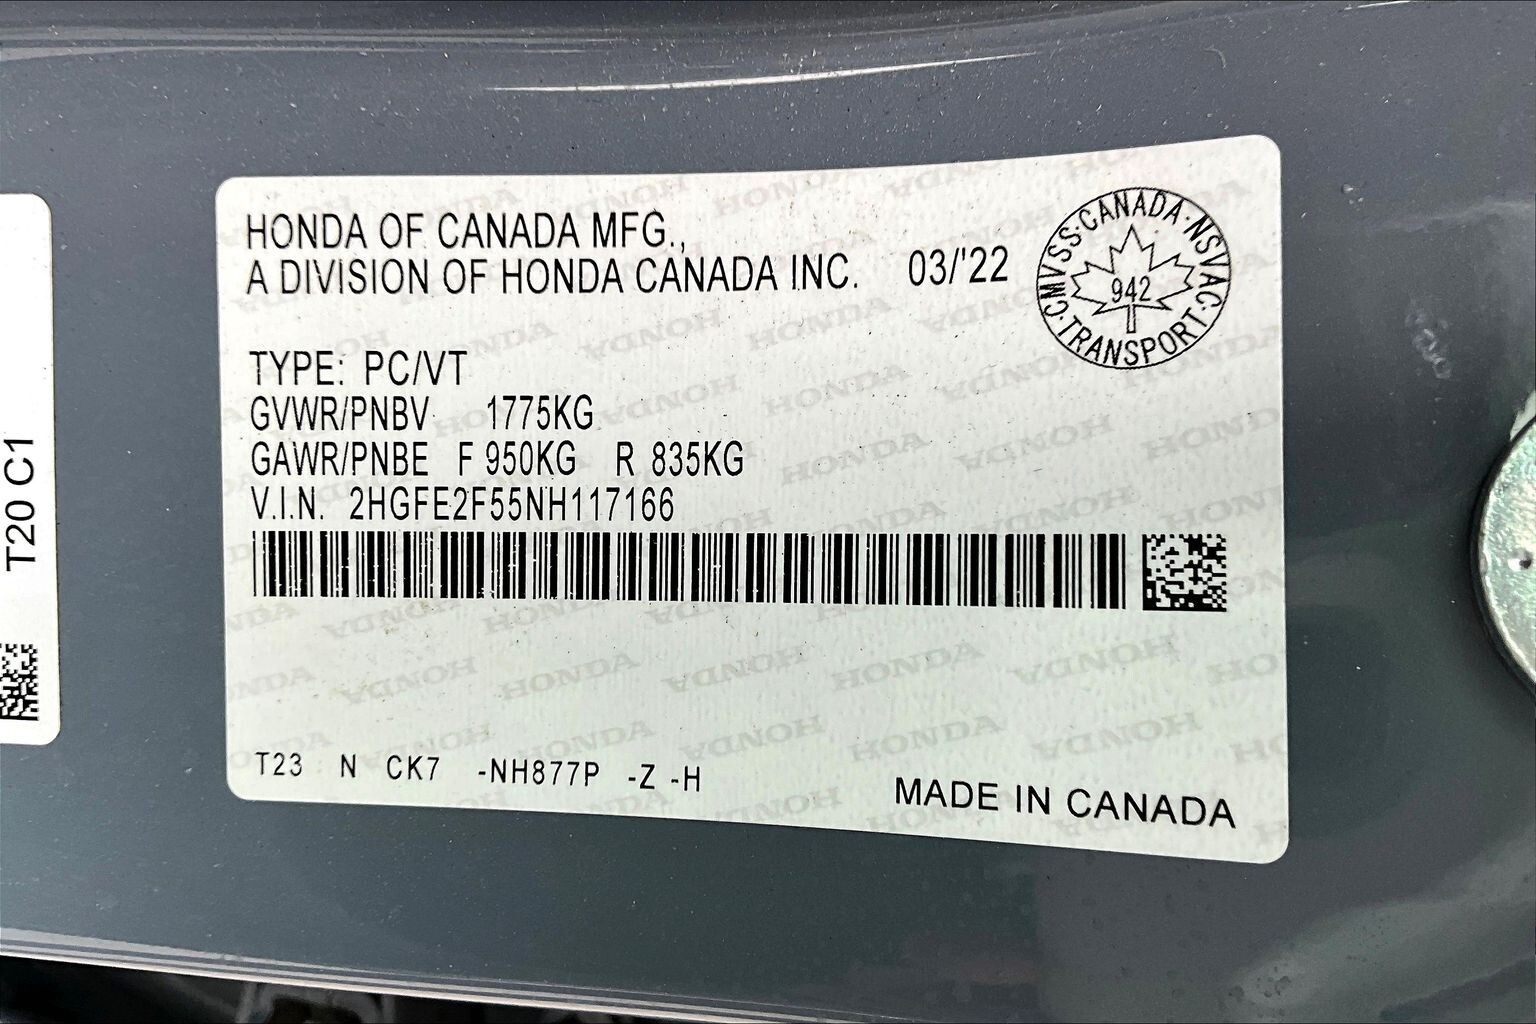 HONDA OF CANADA MFG.,
A DIVISION OF HONDA CANADA INC. 03/'22
CMVSS·CANADA·NSVAC·TRANSPORT·
942
TYPE: PC/VT
GVWR/PNBV 1775KG
GAWR/PNBE F 950KG R 835KG
V.I.N. 2HGFE2F55NH117166
T23 N CK7 -NH877P -Z -H
MADE IN CANADA
T20 C1